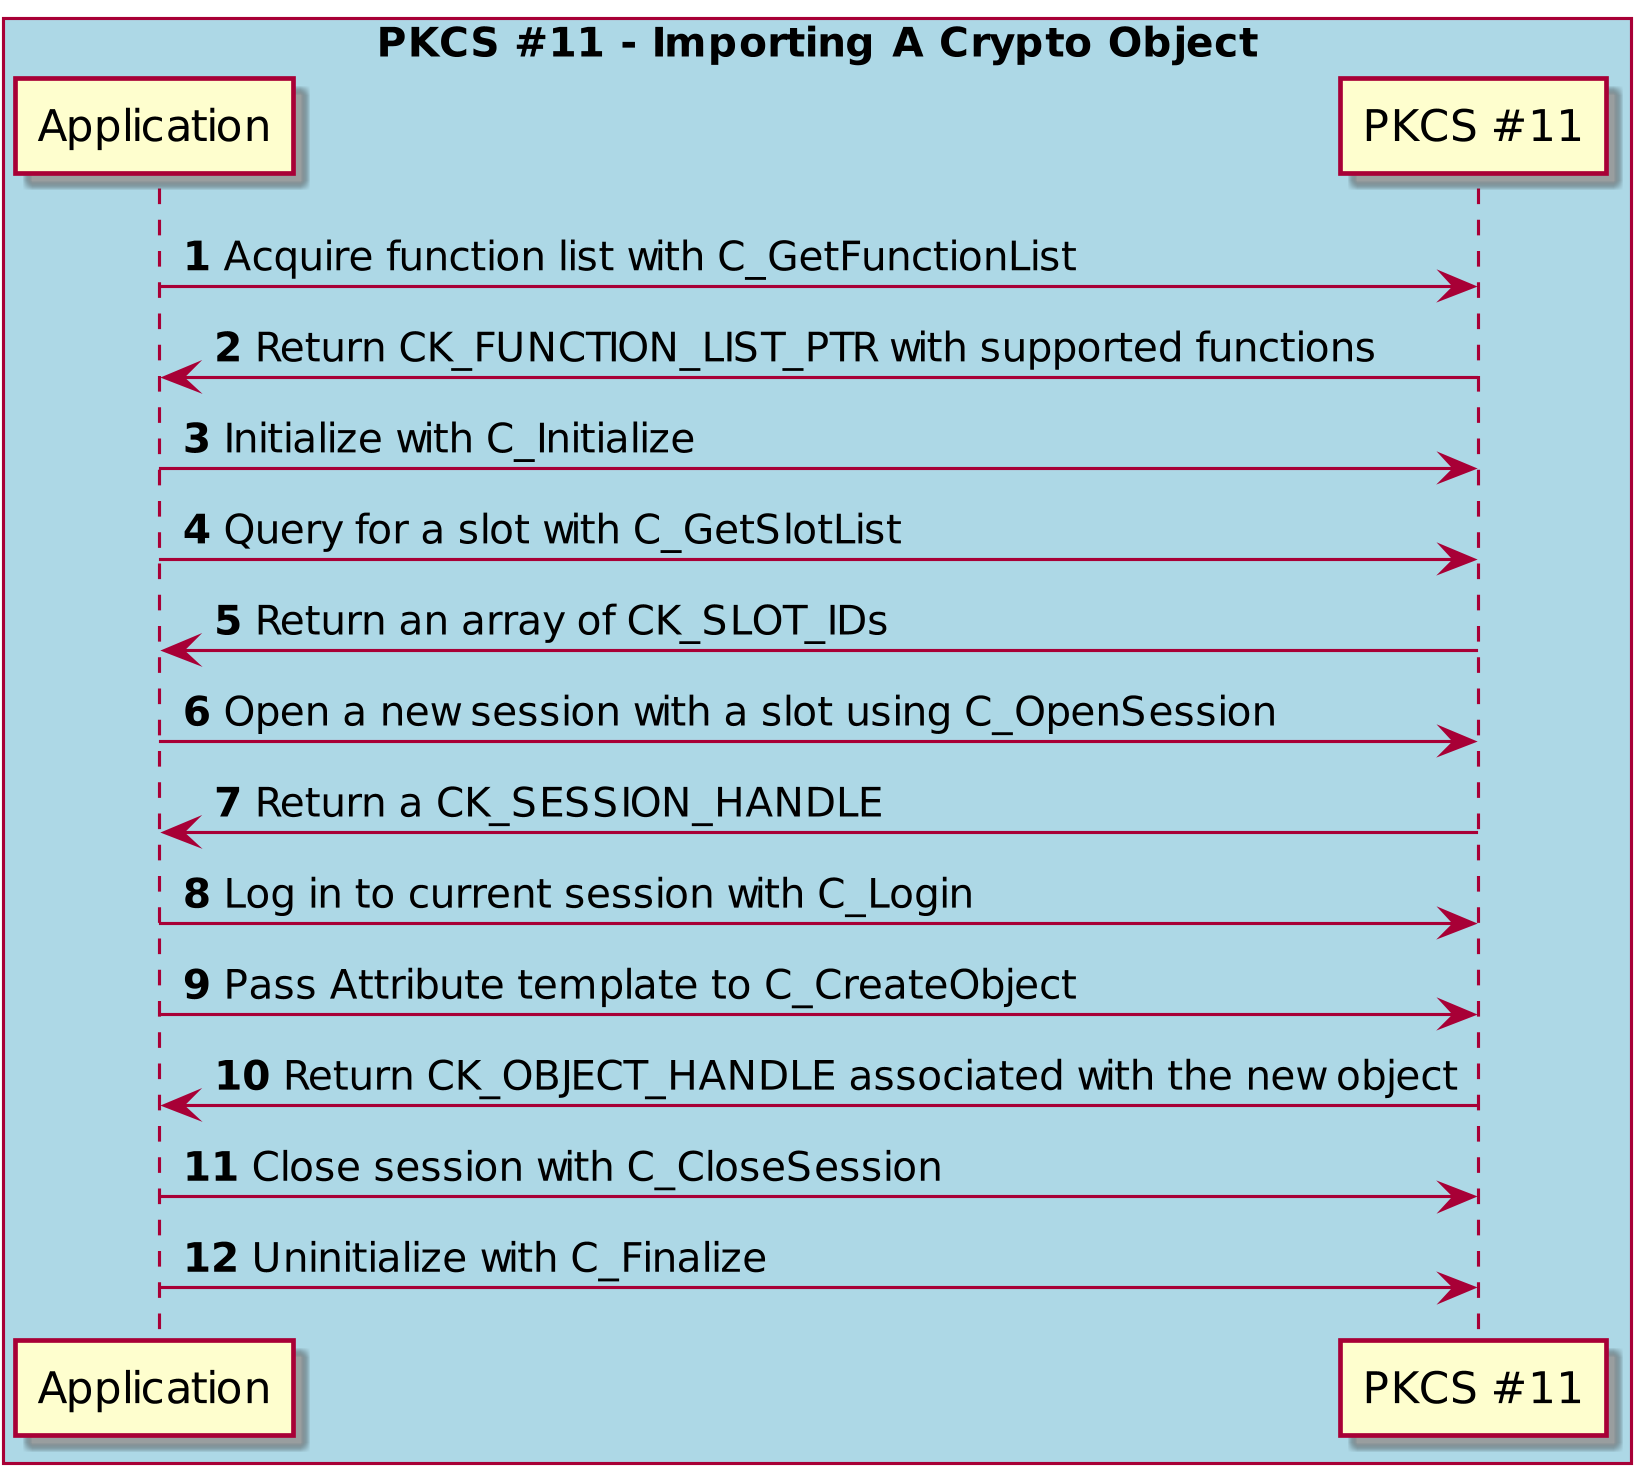 PKCS #11 - Importing A Crypto Object
Application
PKCS #11
1 Acquire function list with C_GetFunctionList
2 Return CK_FUNCTION_LIST_PTR with supported functions
3 Initialize with C_Initialize
4 Query for a slot with C_GetSlotList
5 Return an array of CK_SLOT_IDs
6 Open a new session with a slot using C_OpenSession
7 Return a CK_SESSION_HANDLE
8 Log in to current session with C_Login
9 Pass Attribute template to C_CreateObject
10 Return CK_OBJECT_HANDLE associated with the new object
11 Close session with C_CloseSession
12 Uninitialize with C_Finalize
Application
PKCS #11